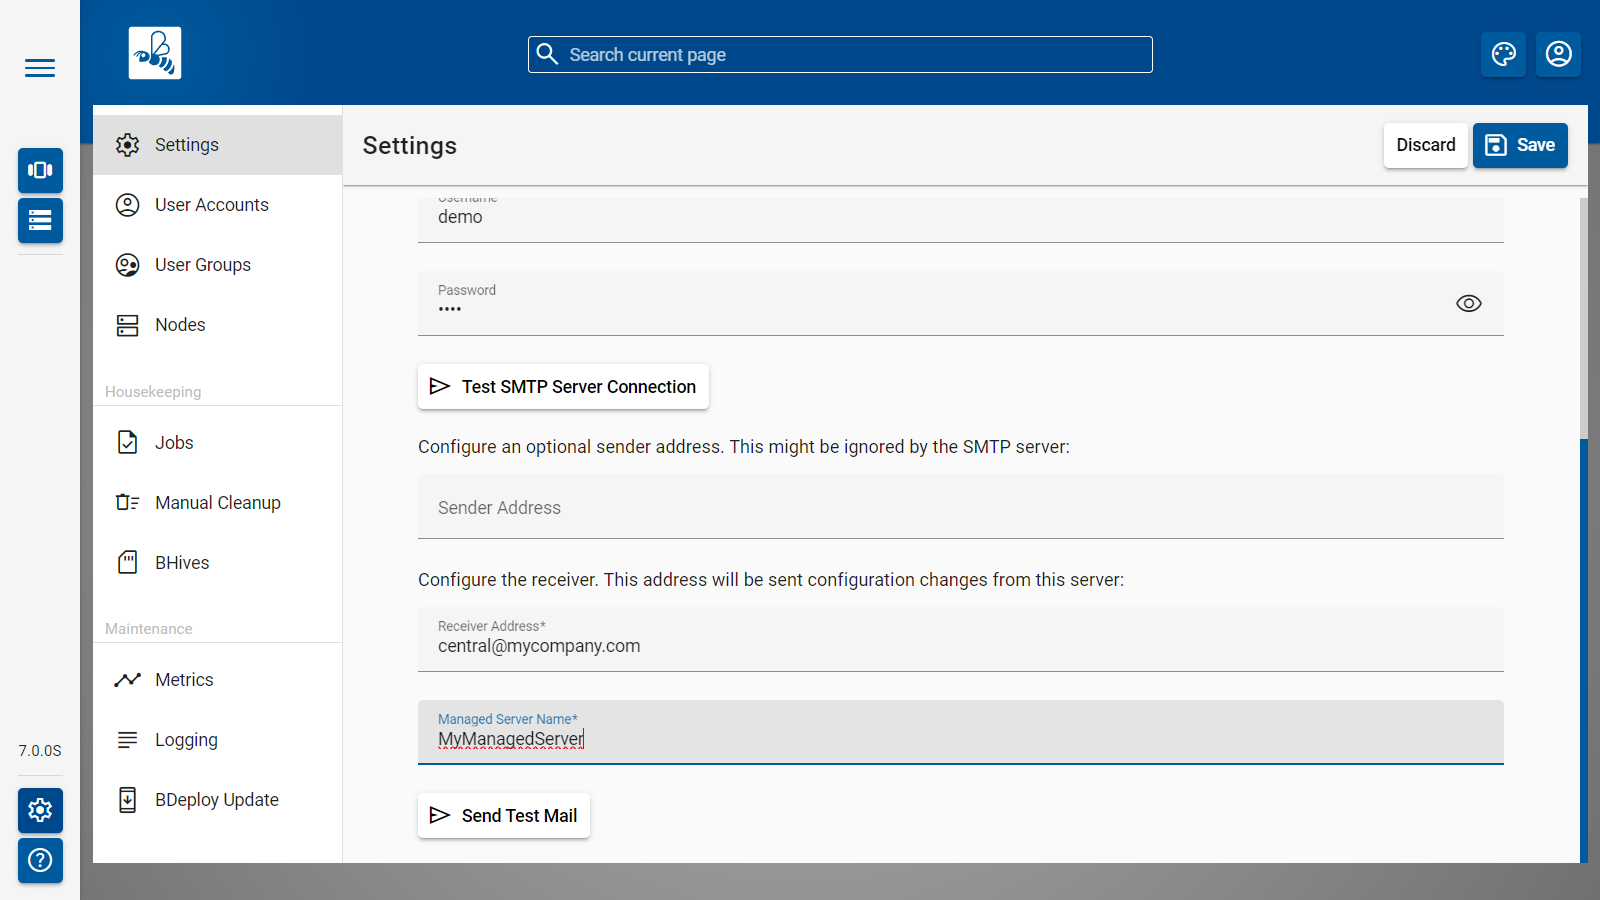 Search current page
Settings
User Accounts
User Groups
Nodes
Housekeeping
Jobs
Manual Cleanup
BHives
Maintenance
Metrics
Logging
BDeploy Update
7.0.0S
Settings
Discard
Save
Username
demo
Password
••••
Test SMTP Server Connection
Configure an optional sender address. This might be ignored by the SMTP server:
Sender Address
Configure the receiver. This address will be sent configuration changes from this server:
Receiver Address*
central@mycompany.com
Managed Server Name*
MyManagedServer
Send Test Mail